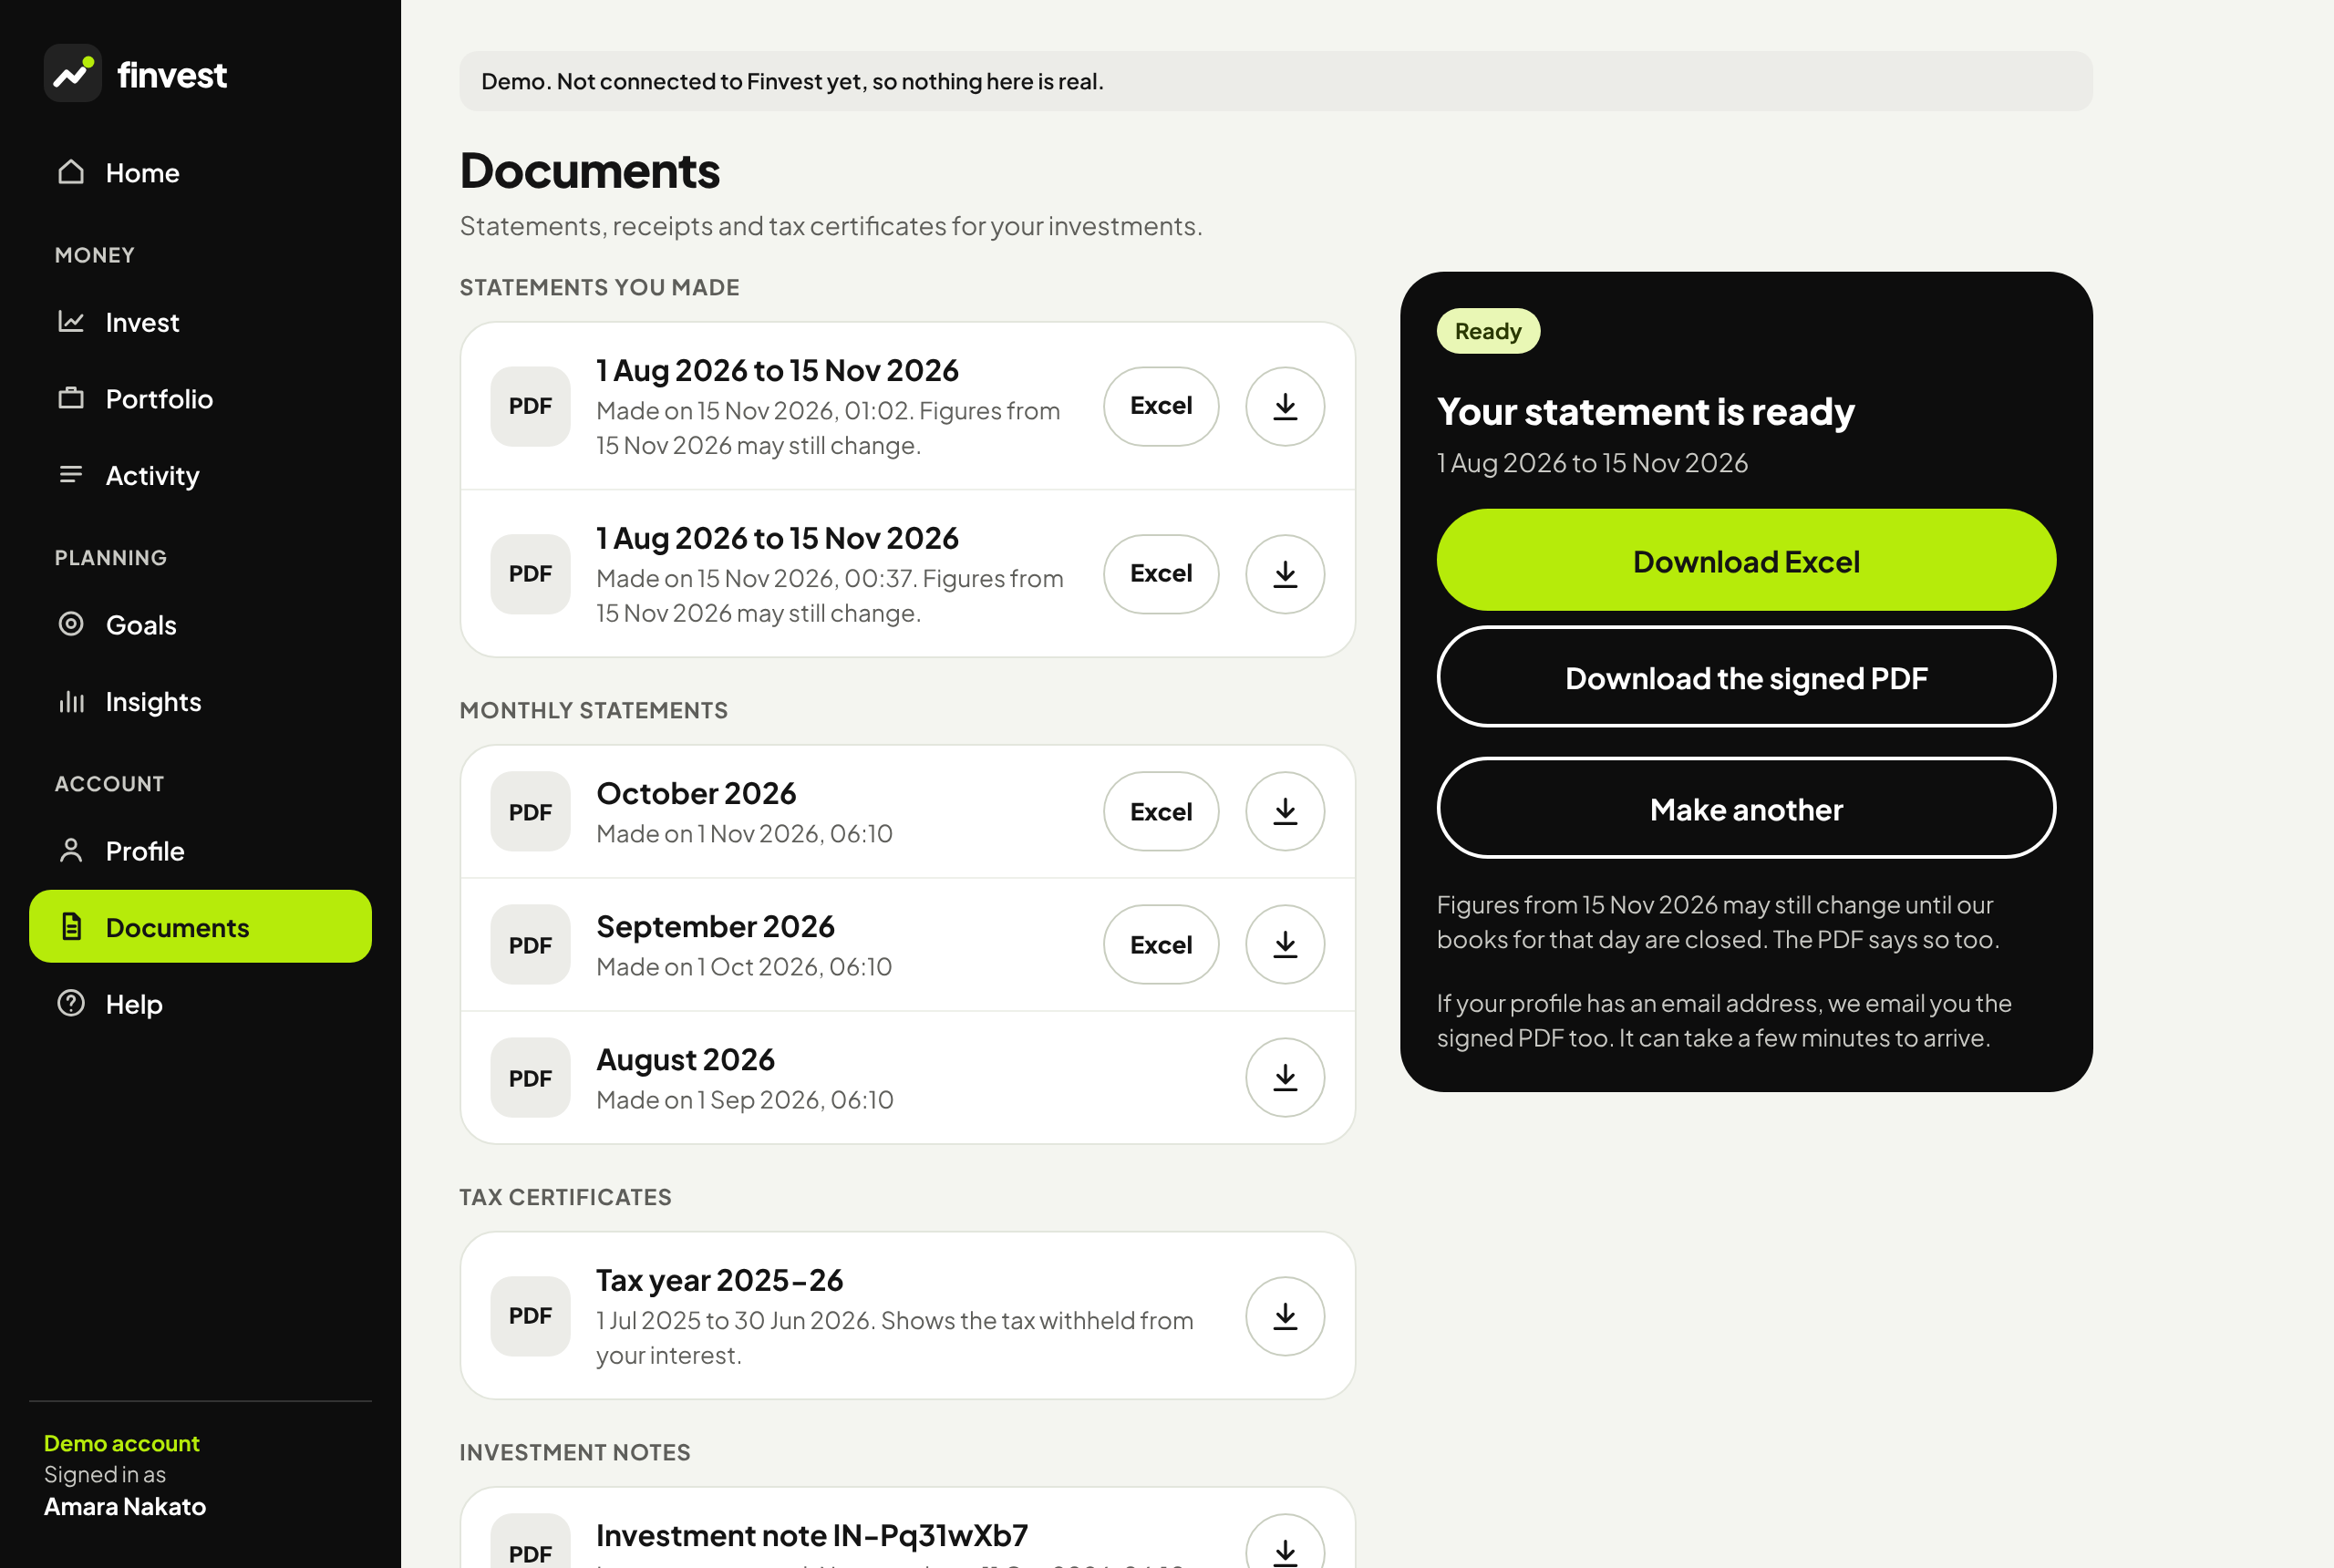 finvest
Home
MONEY
Invest
Portfolio
Activity
PLANNING
Goals
Insights
ACCOUNT
Profile
Documents
Help
Demo account
Signed in as
Amara Nakato
Demo. Not connected to Finvest yet, so nothing here is real.
Documents
Statements, receipts and tax certificates for your investments.
STATEMENTS YOU MADE
PDF
1 Aug 2026 to 15 Nov 2026
Made on 15 Nov 2026, 01:02. Figures from
15 Nov 2026 may still change.
Excel
PDF
1 Aug 2026 to 15 Nov 2026
Made on 15 Nov 2026, 00:37. Figures from
15 Nov 2026 may still change.
Excel
MONTHLY STATEMENTS
PDF
October 2026
Made on 1 Nov 2026, 06:10
Excel
PDF
September 2026
Made on 1 Oct 2026, 06:10
Excel
PDF
August 2026
Made on 1 Sep 2026, 06:10
TAX CERTIFICATES
PDF
Tax year 2025–26
1 Jul 2025 to 30 Jun 2026. Shows the tax withheld from
your interest.
INVESTMENT NOTES
PDF
Investment note IN-Pq31wXb7
Ready
Your statement is ready
1 Aug 2026 to 15 Nov 2026
Download Excel
Download the signed PDF
Make another
Figures from 15 Nov 2026 may still change until our
books for that day are closed. The PDF says so too.
If your profile has an email address, we email you the
signed PDF too. It can take a few minutes to arrive.